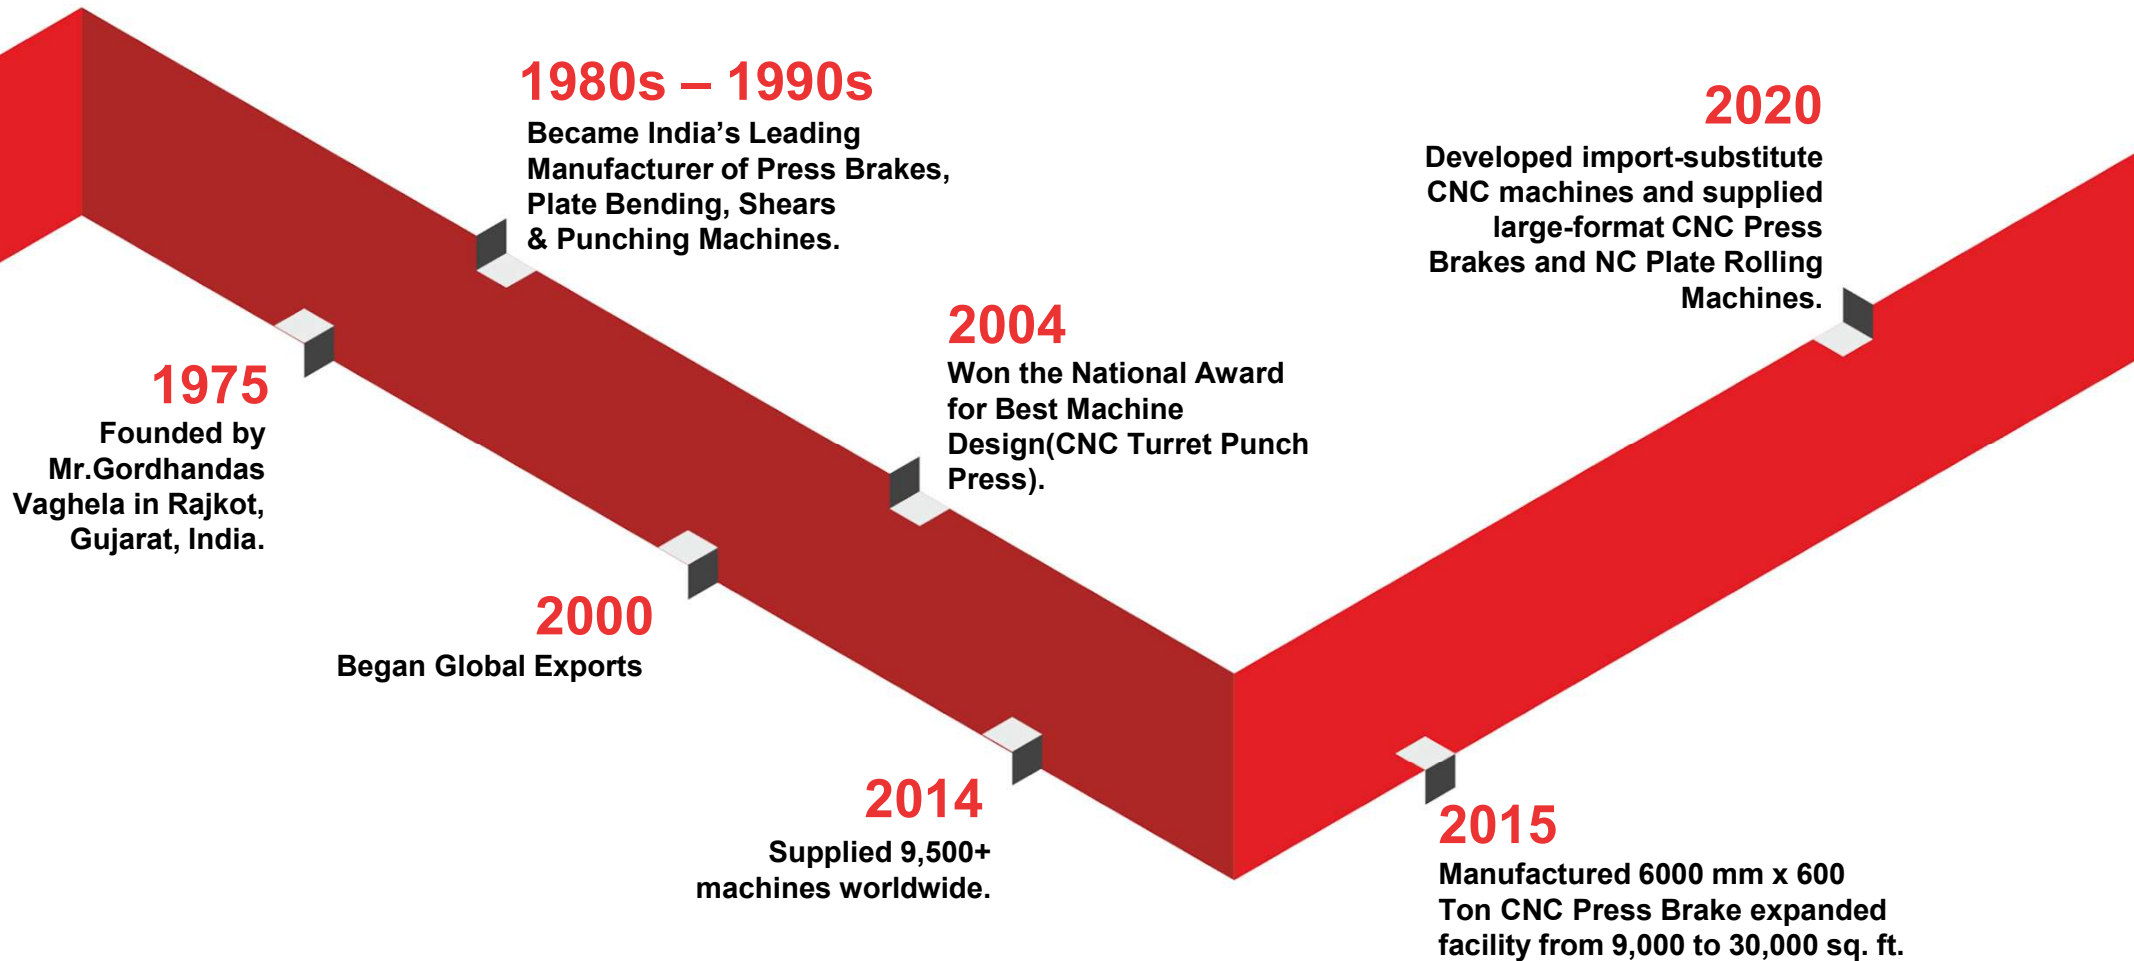 1975
Founded by
Mr.Gordhandas
Vaghela in Rajkot,
Gujarat, India.
1980s – 1990s
Became India’s Leading
Manufacturer of Press Brakes,
Plate Bending, Shears
& Punching Machines.
2000
Began Global Exports
2004
Won the National Award
for Best Machine
Design(CNC Turret Punch
Press).
2014
Supplied 9,500+
machines worldwide.
2015
Manufactured 6000 mm x 600
Ton CNC Press Brake expanded
facility from 9,000 to 30,000 sq. ft.
2020
Developed import-substitute
CNC machines and supplied
large-format CNC Press
Brakes and NC Plate Rolling
Machines.